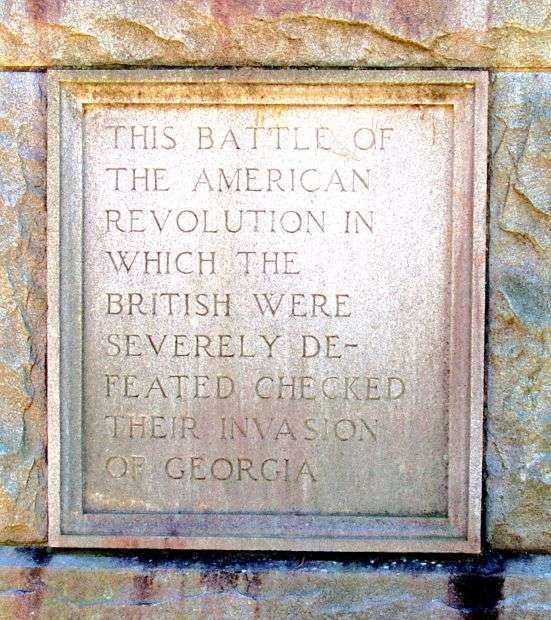 THIS BATTLE OF
THE AMERICAN
REVOLUTION IN
WHICH THE
BRITISH WERE
SEVERELY DE-
FEATED CHECKED
THEIR INVASION
OF GEORGIA